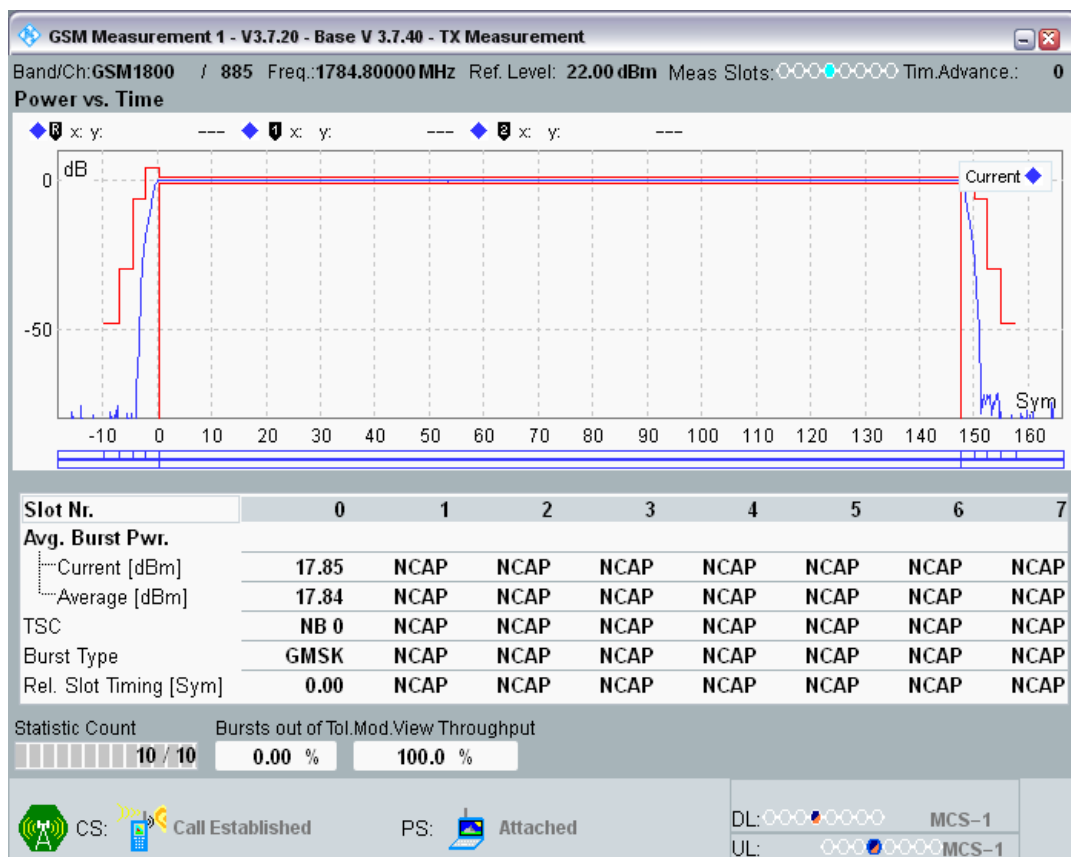 GSM Measurement 1 - V3.7.20 - Base V 3.7.40 - TX Measurement
Band/Ch:GSM1800 / 885 Freq.:1784.80000 MHz Ref. Level: 22.00 dBm Meas Slots: Tim.Advance.: 0
Power vs. Time
R x: y: --- 1 x: y: --- 2 x: y: ---
dB
Current
0
-50
Sym
-10 0 10 20 30 40 50 60 70 80 90 100 110 120 130 140 150 160
Slot Nr. 0 1 2 3 4 5 6 7
Avg. Burst Pwr.
Current [dBm] 17.85 NCAP NCAP NCAP NCAP NCAP NCAP NCAP
Average [dBm] 17.84 NCAP NCAP NCAP NCAP NCAP NCAP NCAP
TSC NB 0 NCAP NCAP NCAP NCAP NCAP NCAP NCAP
Burst Type GMSK NCAP NCAP NCAP NCAP NCAP NCAP NCAP
Rel. Slot Timing [Sym] 0.00 NCAP NCAP NCAP NCAP NCAP NCAP NCAP
Statistic Count Bursts out of Tol.Mod.View Throughput
10 / 10 0.00 % 100.0 %
CS: Call Established PS: Attached
DL: MCS-1
UL: MCS-1